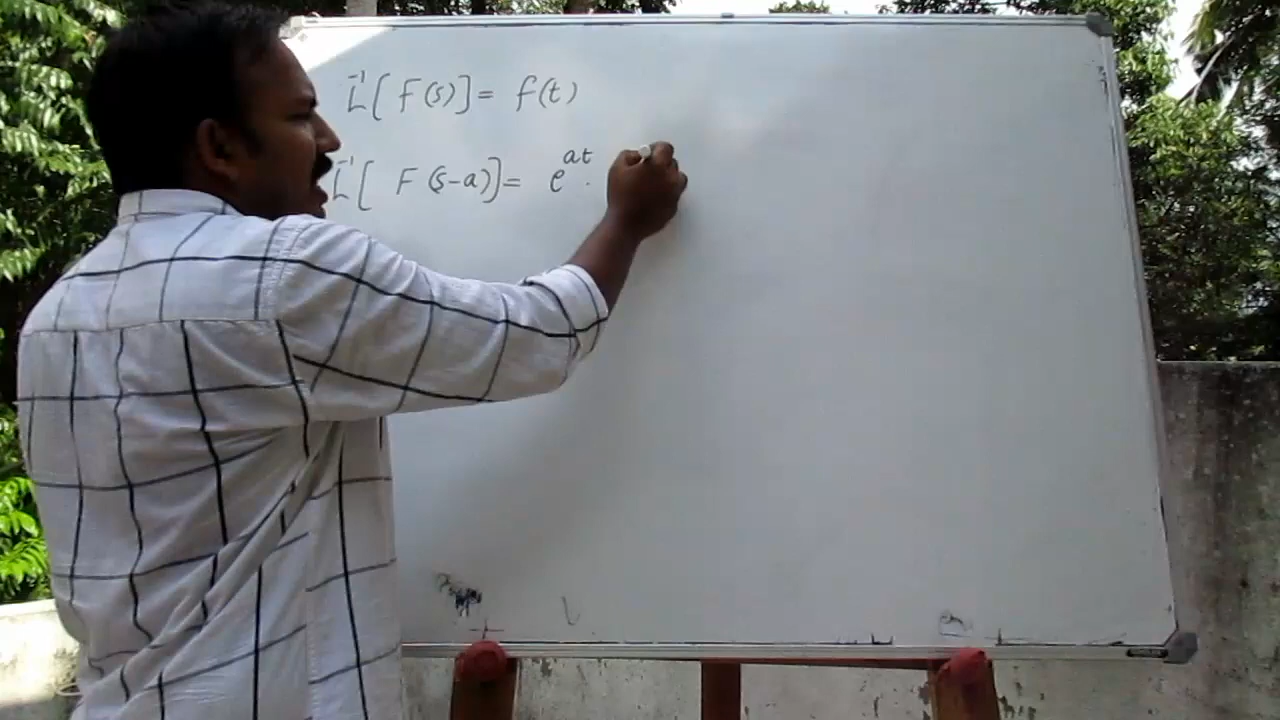 L⁻¹[ F(s)] = f(t)
L⁻¹[ F(s-a)] = e^{at}.